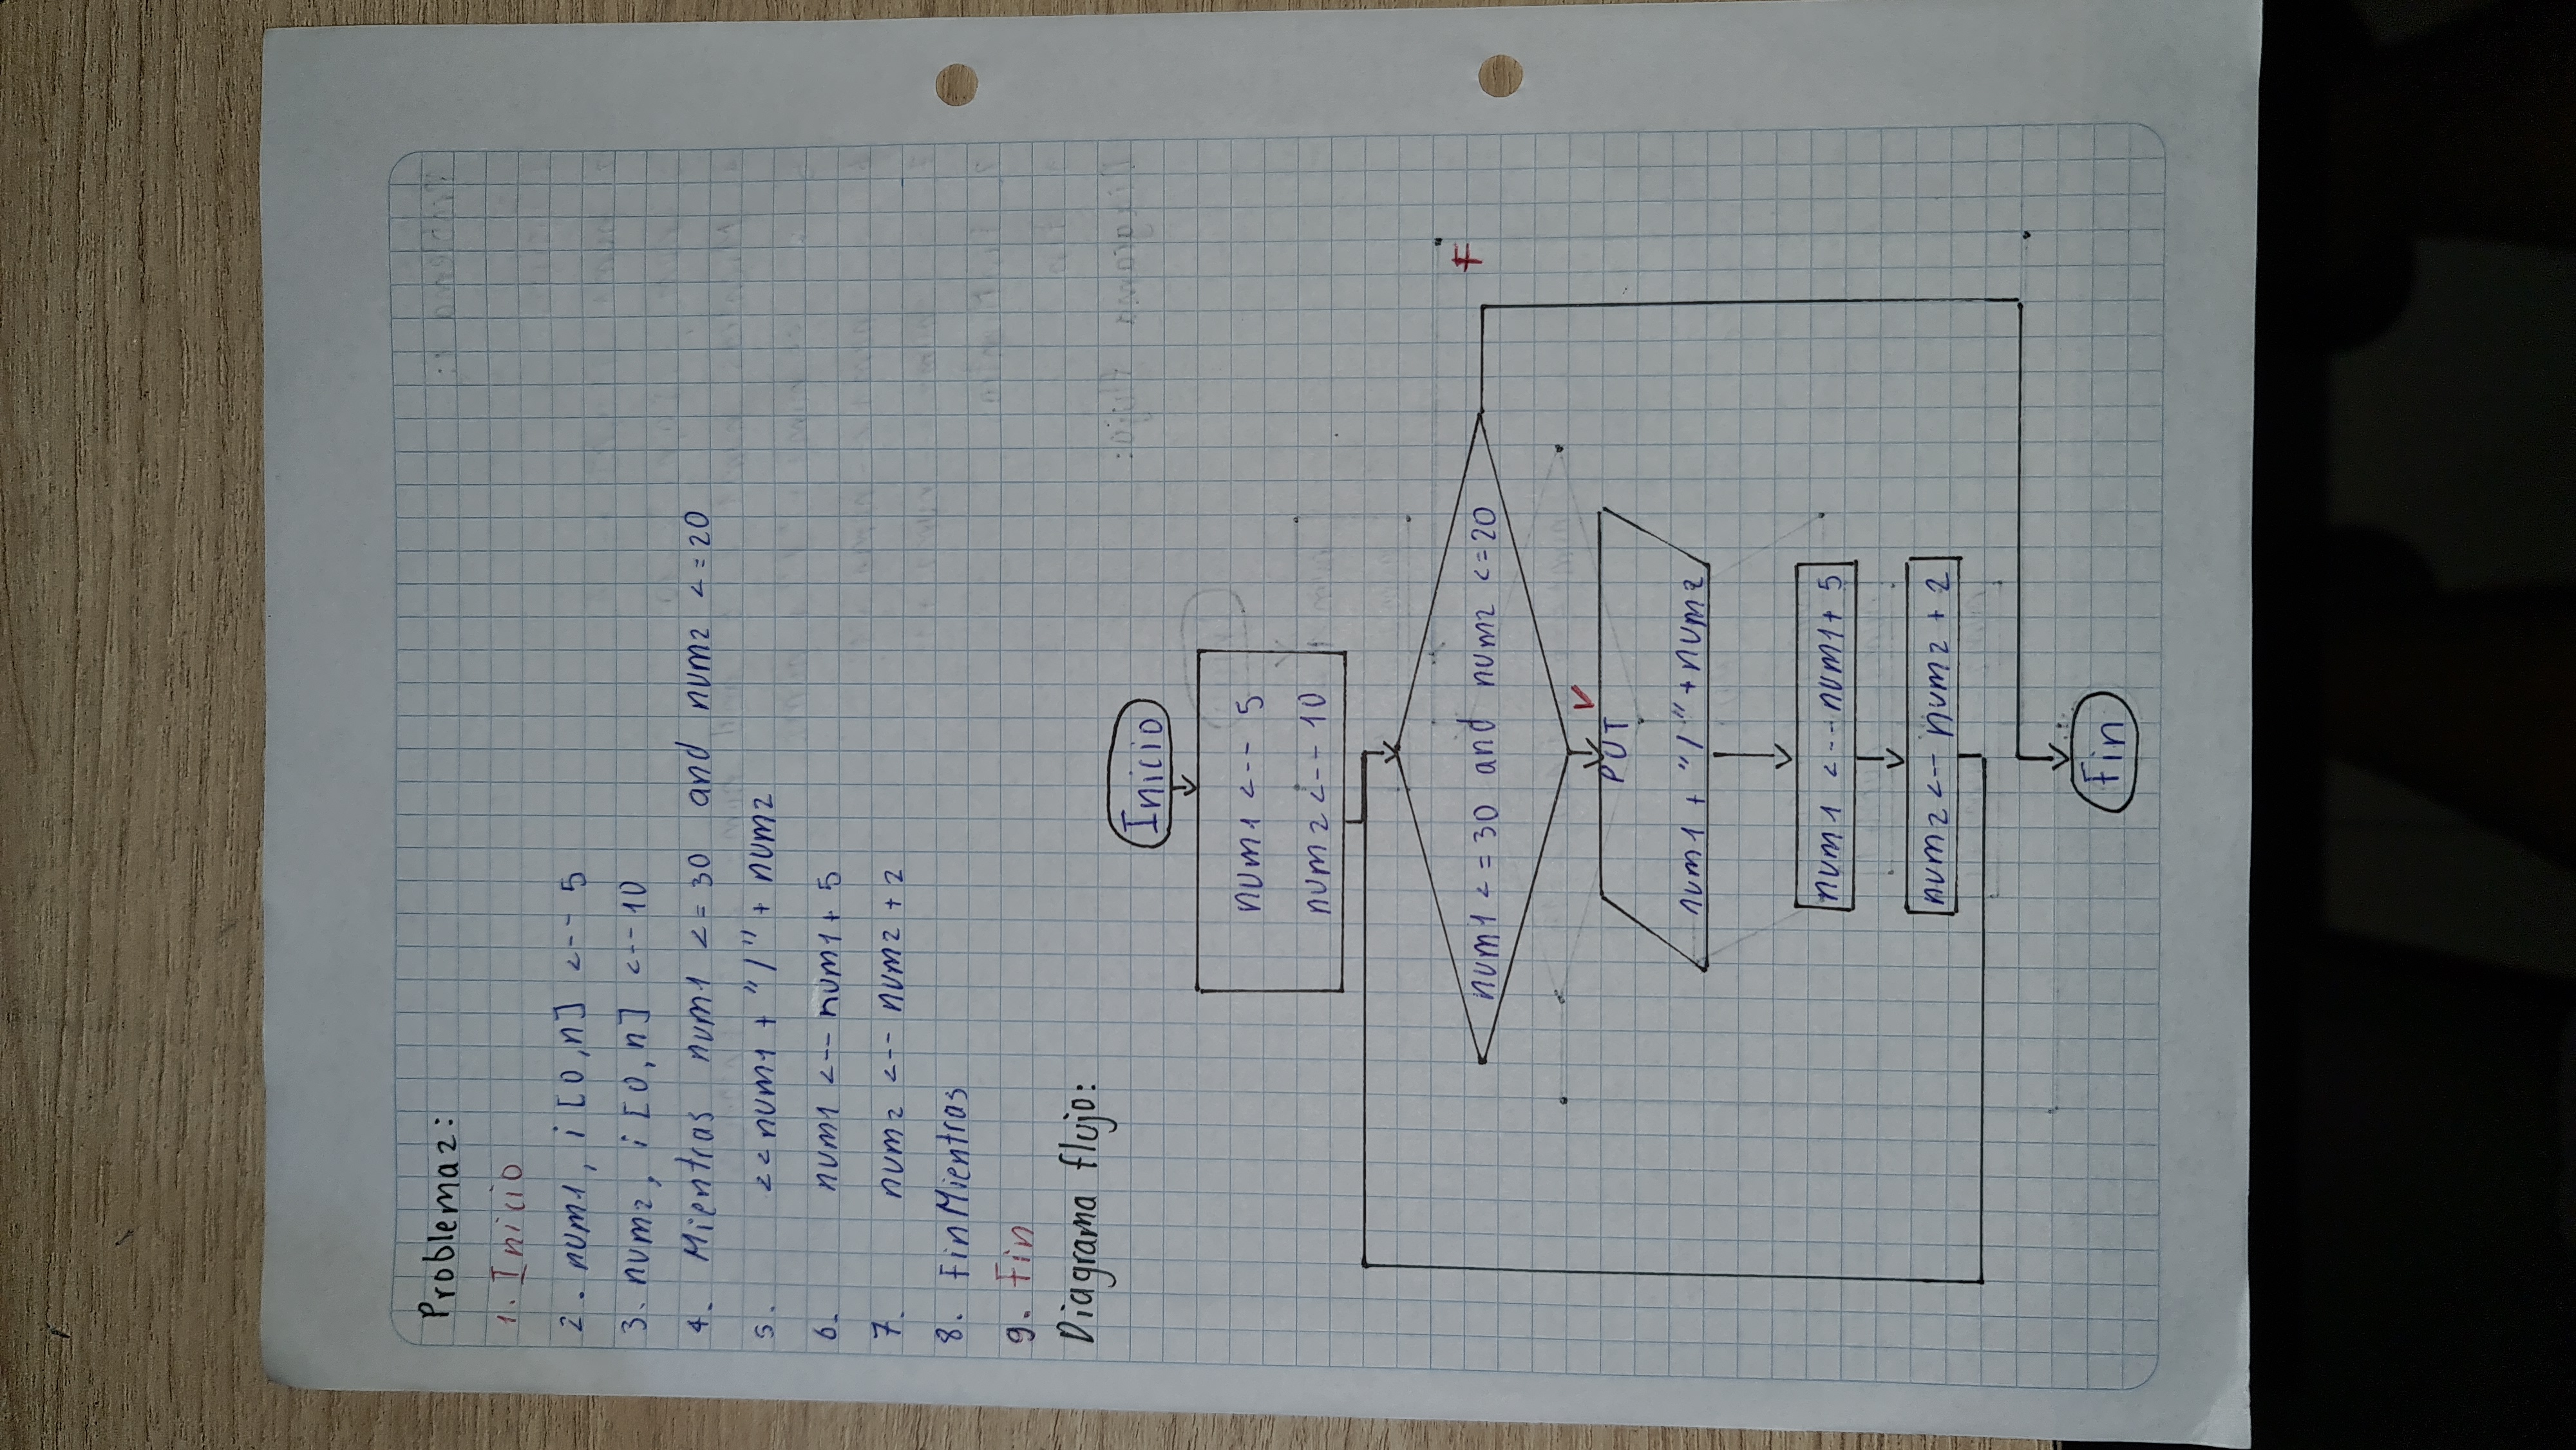 Problema 2:
1. Inicio
2. num1, i [0,n] <-- 5
3. num2, i [0,n] <-- 10
4. Mientras num1 <= 30 and num2 <= 20
5. << num1 + "/" + num2
6. num1 <-- num1 + 5
7. num2 <-- num2 + 2
8. FinMientras
9. Fin
Diagrama flujo:
Inicio
num1 <-- 5
num2 <-- 10
num1 <= 30 and num2 <= 20
F
V
PUT
num1 + "/" + num2
num1 <-- num1 + 5
num2 <-- num2 + 2
Fin